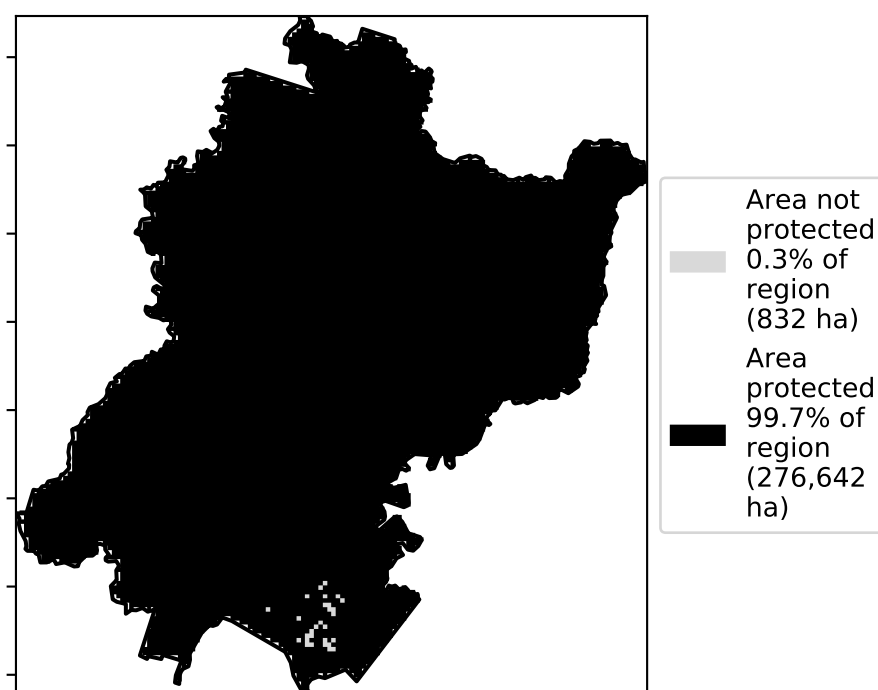 Area not
protected
0.3% of
region
(832 ha)
Area
protected
99.7% of
region
(276,642
ha)